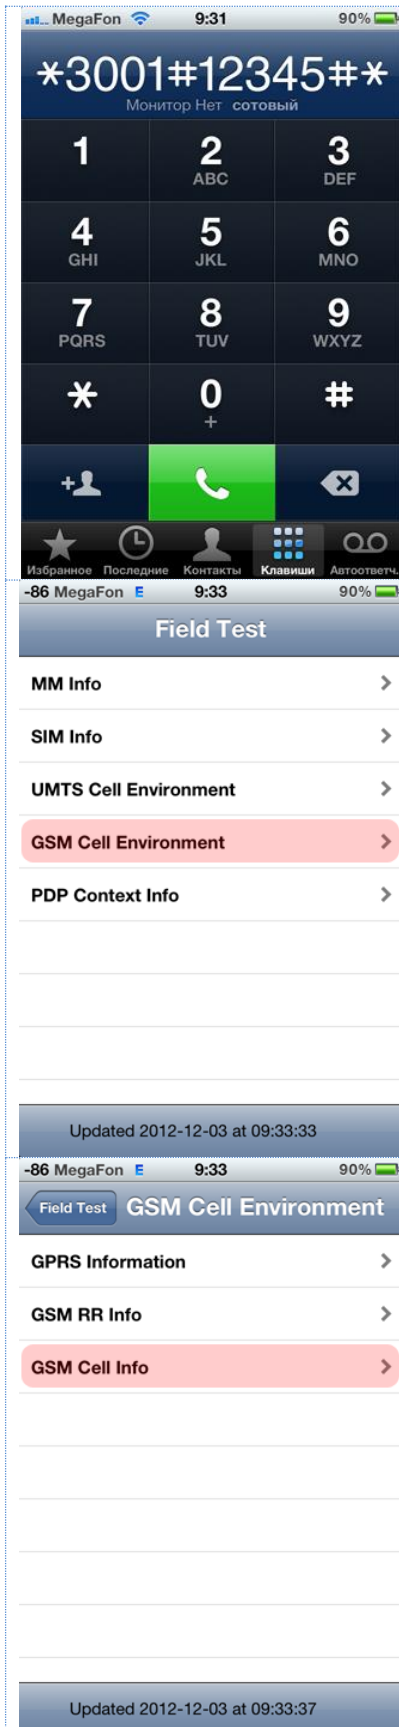 MegaFon 9:31 90%
*3001#12345#*
Монитор Нет сотовый
1 2 3
ABC DEF
4 5 6
GHI JKL MNO
7 8 9
PQRS TUV WXYZ
* 0 #
+
+
Избранное Последние Контакты Клавиши Автоответч.
-86 MegaFon E 9:33 90%
Field Test
MM Info
SIM Info
UMTS Cell Environment
GSM Cell Environment
PDP Context Info
Updated 2012-12-03 at 09:33:33
-86 MegaFon E 9:33 90%
Field Test GSM Cell Environment
GPRS Information
GSM RR Info
GSM Cell Info
Updated 2012-12-03 at 09:33:37